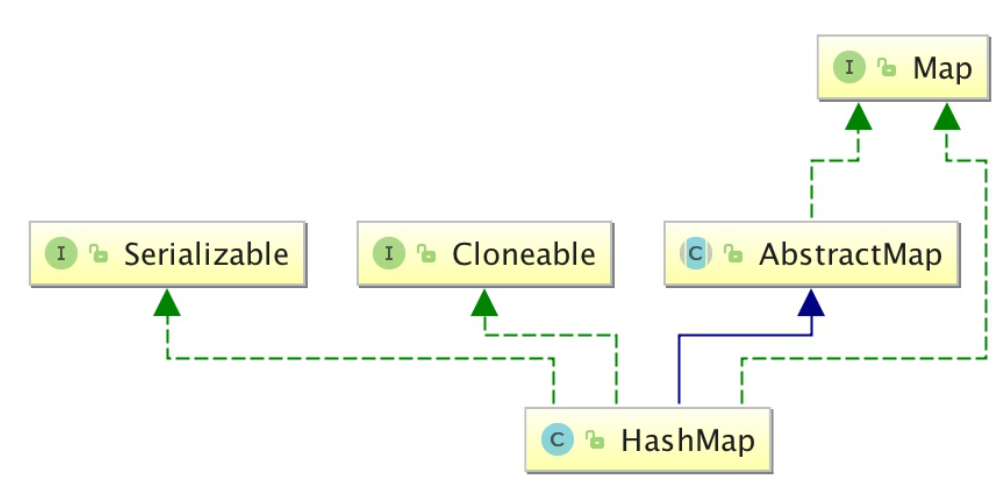 I Map
I Serializable
I Cloneable
C AbstractMap
C HashMap